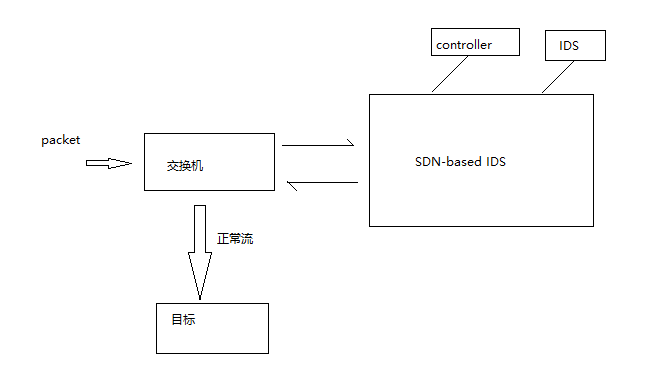 controller
IDS
packet
交换机
SDN-based IDS
正常流
目标